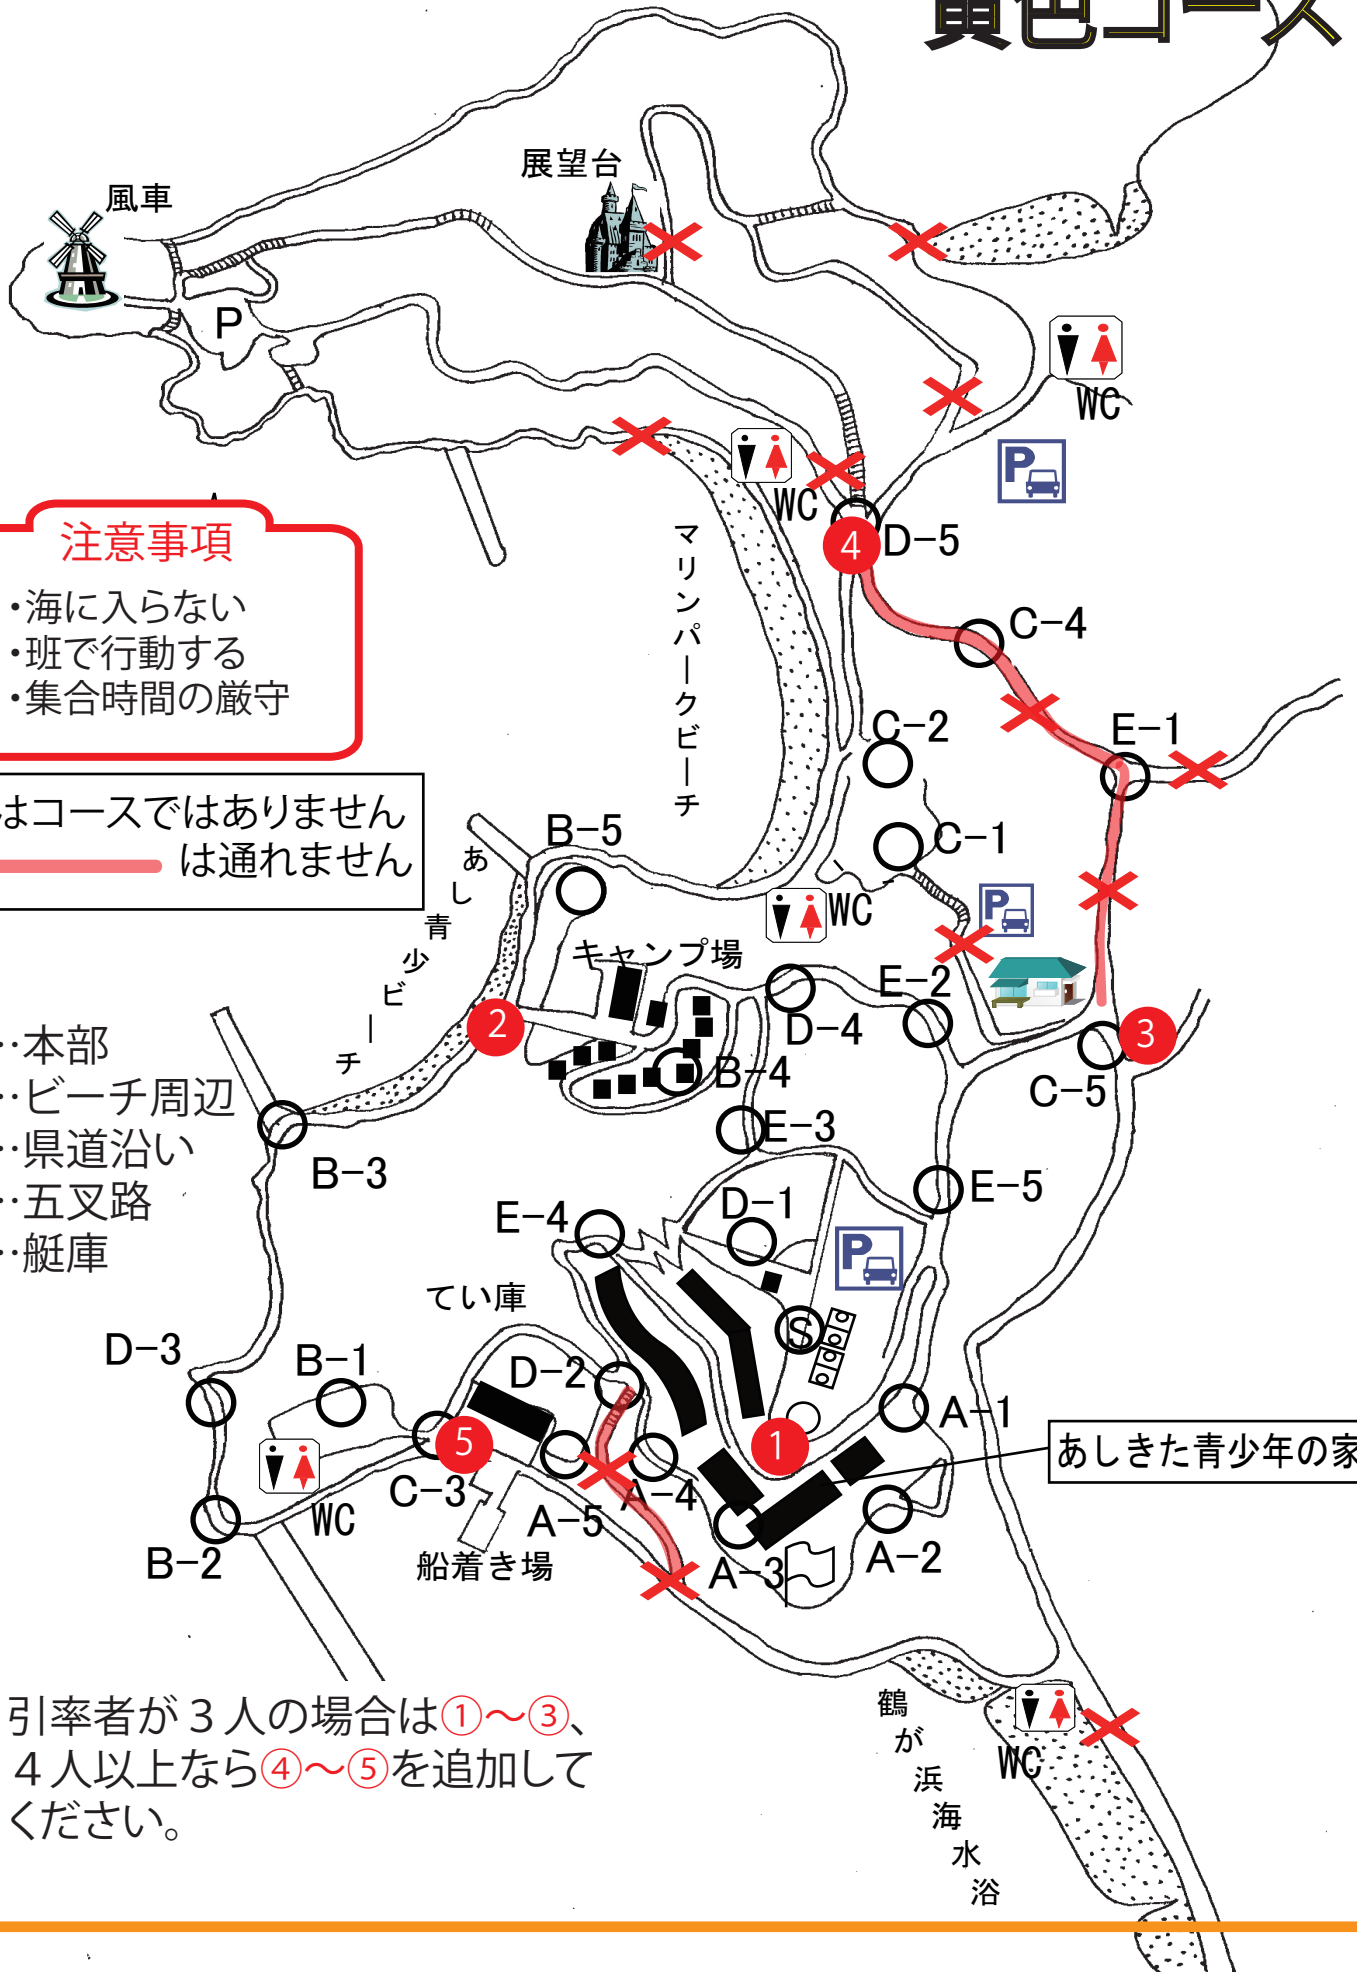 黄色コース
風車
展望台
P
WC
P
WC
D-5
4
注意事項
・海に入らない
・班で行動する
・集合時間の厳守
マリンパークビーチ
C-4
C-2
E-1
はコースではありません
は通れません
B-5
C-1
あし青少ビーチ
WC
P
キャンプ場
E-2
2
D-4
3
B-4
C-5
‥本部
‥ビーチ周辺
‥県道沿い
‥五叉路
‥艇庫
B-3
E-3
E-5
E-4
D-1
P
てい庫
S
D-3
B-1
D-2
A-1
5
1
あしきた青少年の家
C-3
A-4
WC
A-5
B-2
船着き場
A-3
A-2
引率者が3人の場合は①～③、
4人以上なら④～⑤を追加して
ください。
鶴が浜海水浴
WC